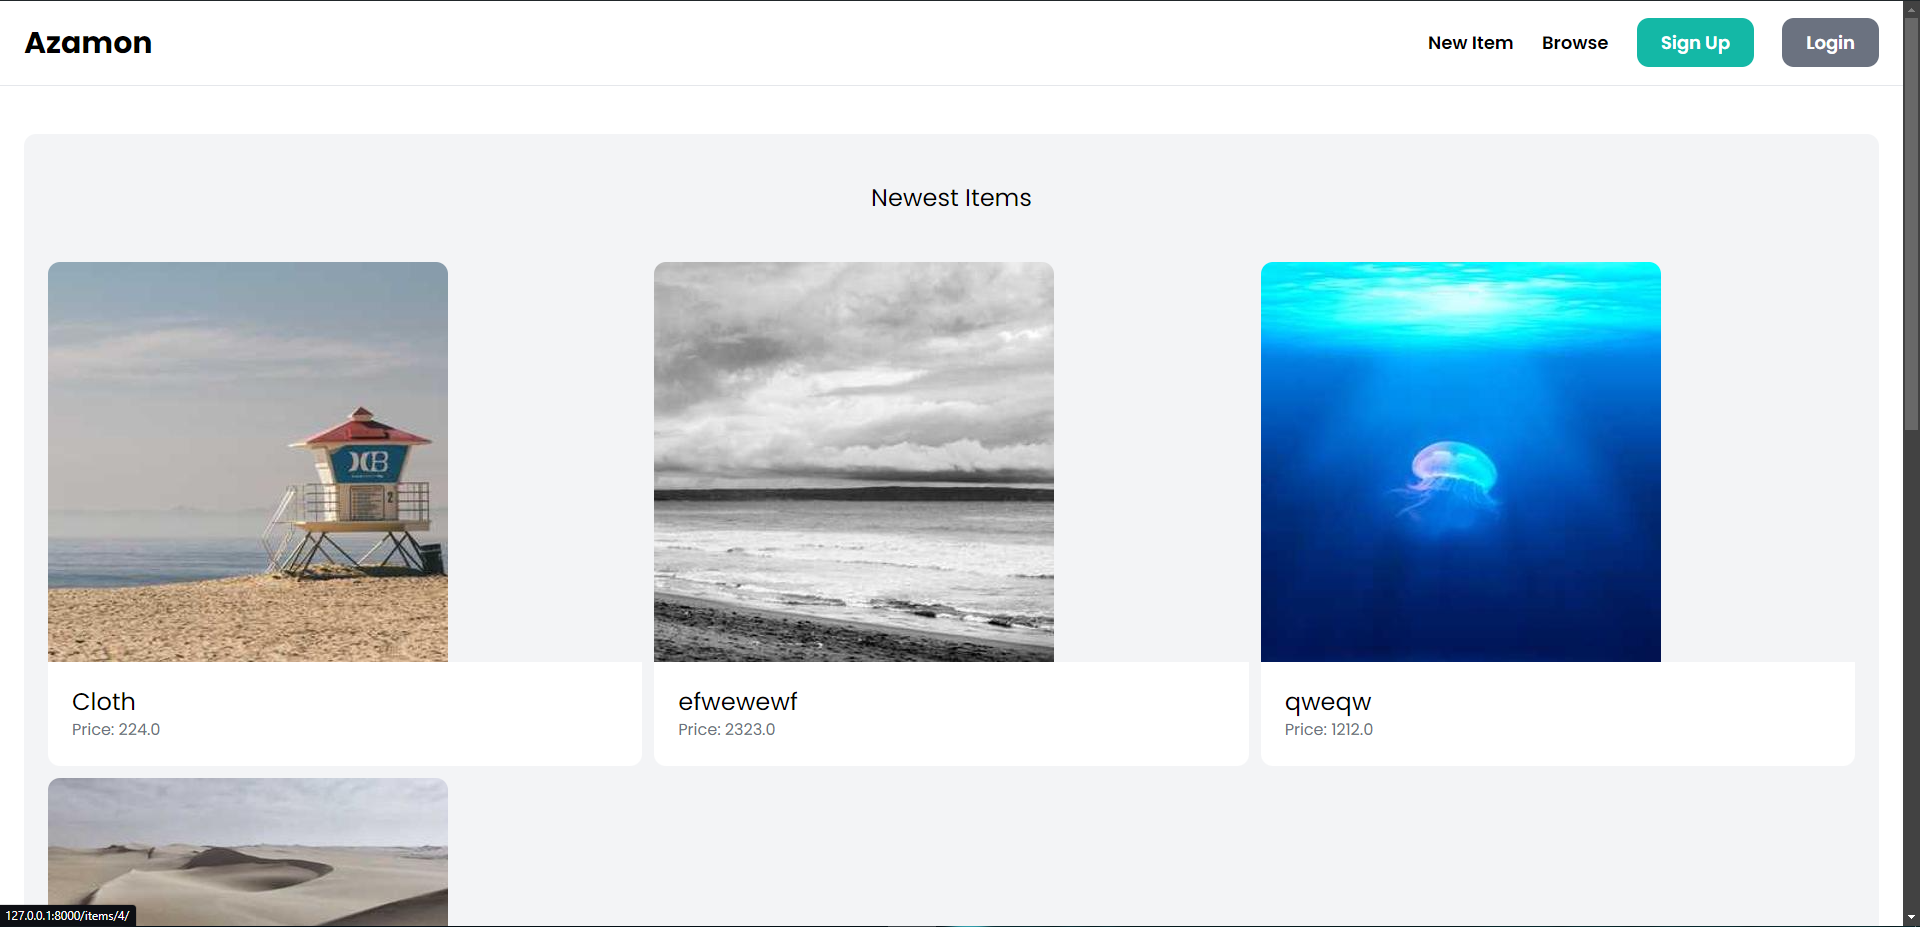 Azamon
New Item
Browse
Sign Up
Login
Newest Items
2
Cloth
Price: 224.0
efwewewf
Price: 2323.0
qweqw
Price: 1212.0
127.0.0.1:8000/items/4/